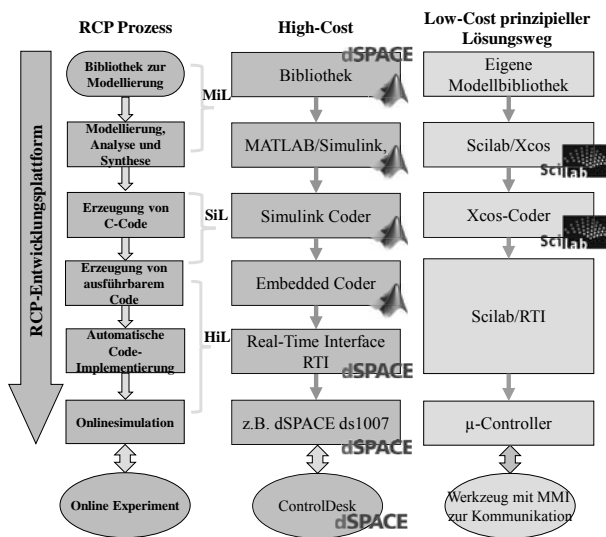 RCP Prozess
High-Cost
Low-Cost prinzipieller
Lösungsweg
RCP-Entwicklungsplattform
Bibliothek zur
Modellierung
Modellierung,
Analyse und
Synthese
Erzeugung von
C-Code
Erzeugung von
ausführbarem
Code
Automatische
Code-
Implementierung
Onlinesimulation
Online Experiment
MiL
SiL
HiL
dSPACE
Bibliothek
MATLAB/Simulink,
Simulink Coder
Embedded Coder
Real-Time Interface
RTI
dSPACE
z.B. dSPACE ds1007
dSPACE
ControlDesk
dSPACE
Eigene
Modellbibliothek
Scilab/Xcos
Scilab
Xcos-Coder
Scilab
Scilab/RTI
µ-Controller
Werkzeug mit MMI
zur Kommunikation